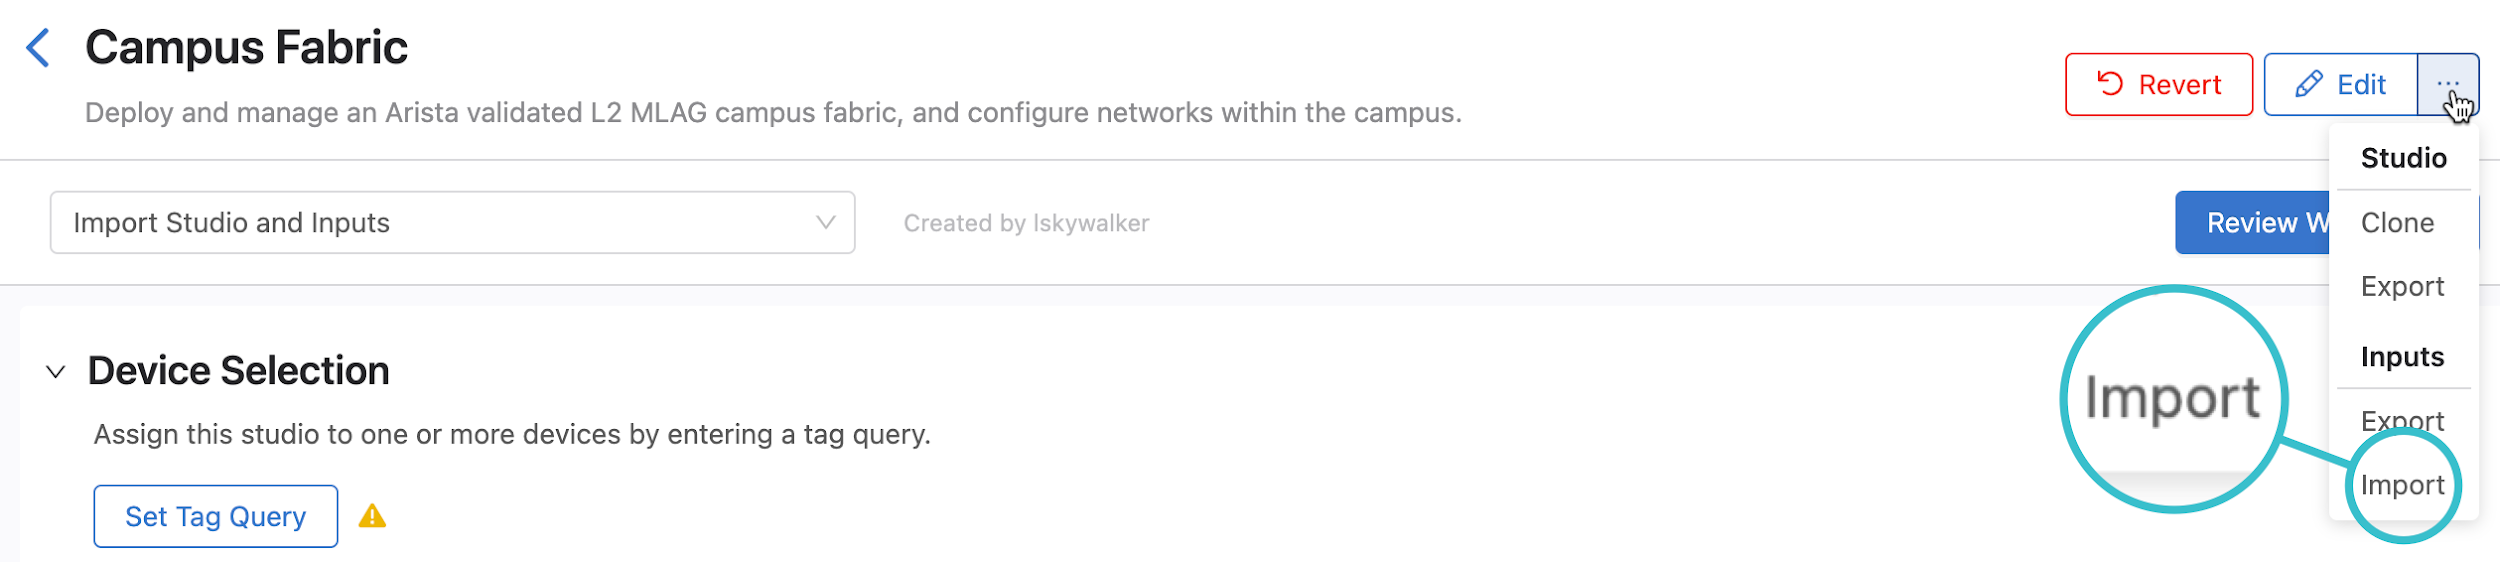 Campus Fabric
Deploy and manage an Arista validated L2 MLAG campus fabric, and configure networks within the campus.
Revert
Edit
...
Studio
Import Studio and Inputs
Created by lskywalker
Review W
Clone
Export
Inputs
Device Selection
Import
Export
Assign this studio to one or more devices by entering a tag query.
Import
Set Tag Query